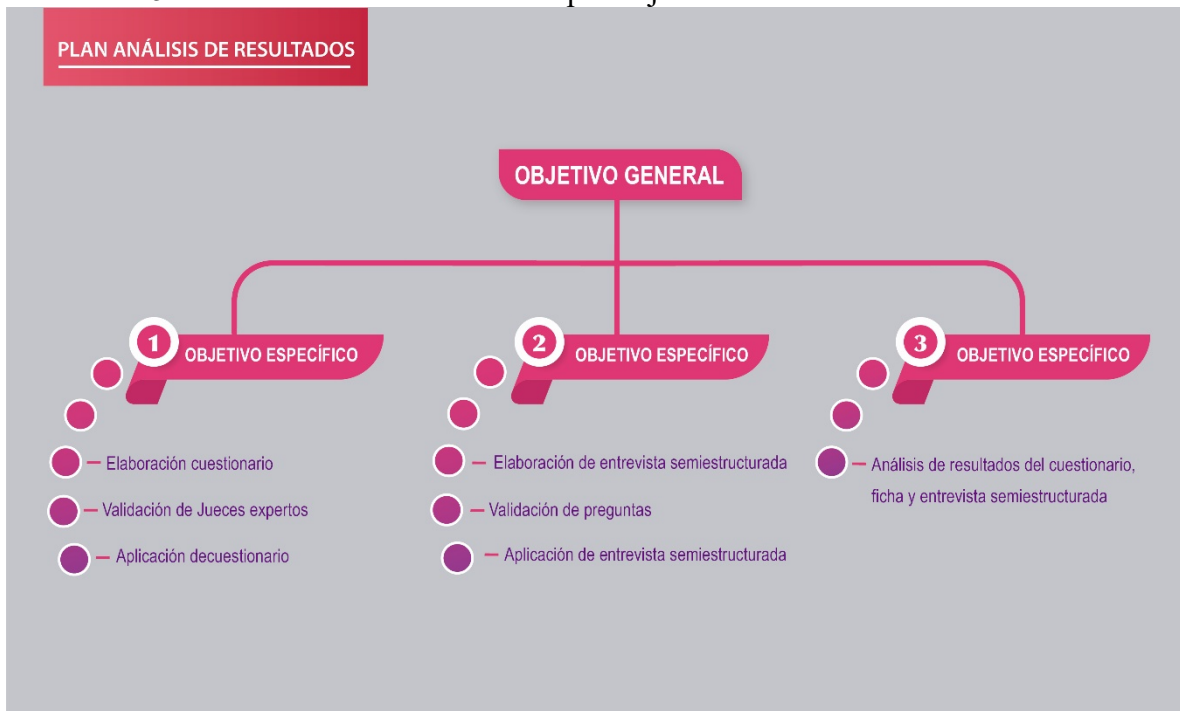 PLAN ANÁLISIS DE RESULTADOS
OBJETIVO GENERAL
1
OBJETIVO ESPECÍFICO
Elaboración cuestionario
Validación de Jueces expertos
Aplicación decuestionario
2
OBJETIVO ESPECÍFICO
Elaboración de entrevista semiestructurada
Validación de preguntas
Aplicación de entrevista semiestructurada
3
OBJETIVO ESPECÍFICO
Análisis de resultados del cuestionario,
ficha y entrevista semiestructurada